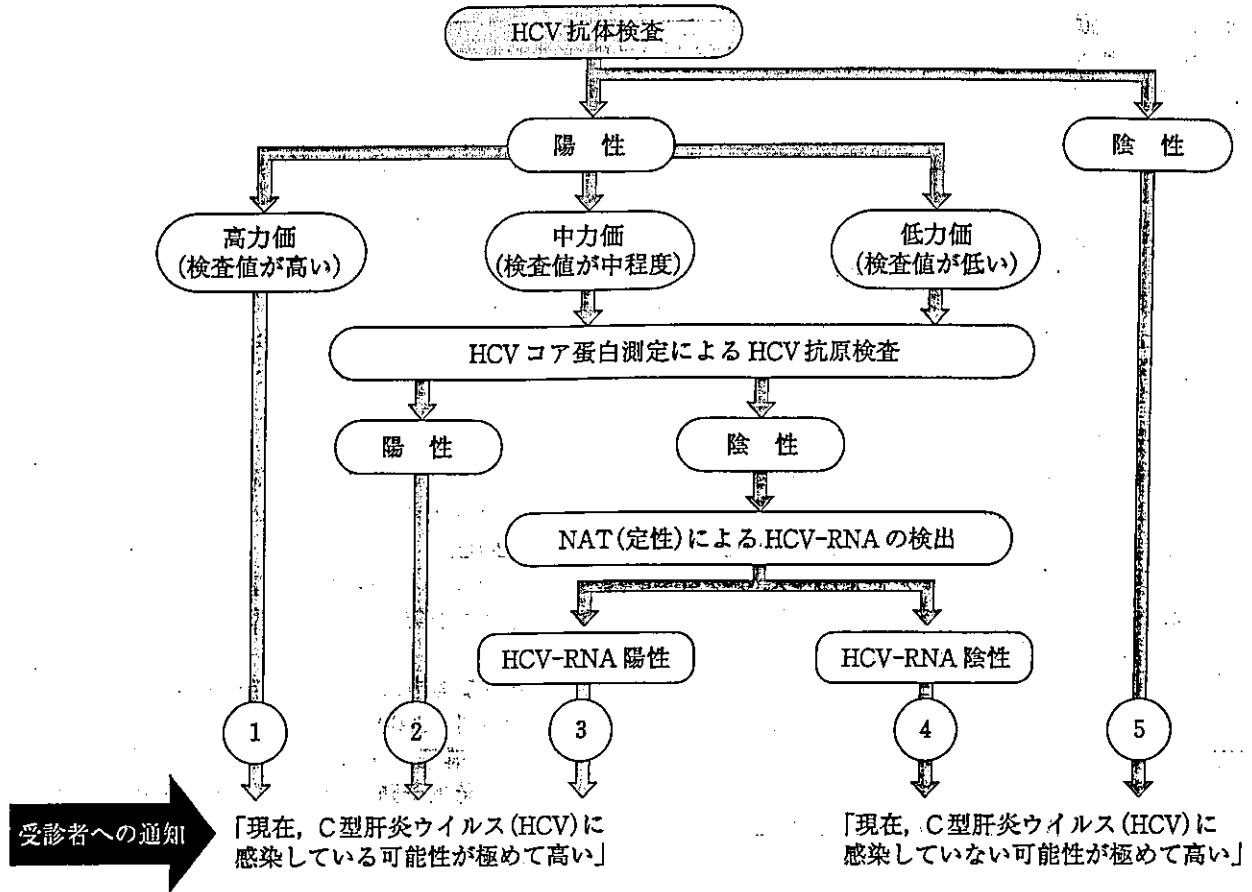 HCV抗体検査
陽 性
陰 性
高力価
(検査値が高い)
中力価
(検査値が中程度)
低力価
(検査値が低い)
HCVコア蛋白測定によるHCV抗原検査
陽 性
陰 性
NAT(定性)によるHCV-RNAの検出
HCV-RNA陽性
HCV-RNA陰性
1
2
3
4
5
受診者への通知
「現在，C型肝炎ウイルス(HCV)に
感染している可能性が極めて高い」
「現在，C型肝炎ウイルス(HCV)に
感染していない可能性が極めて高い」